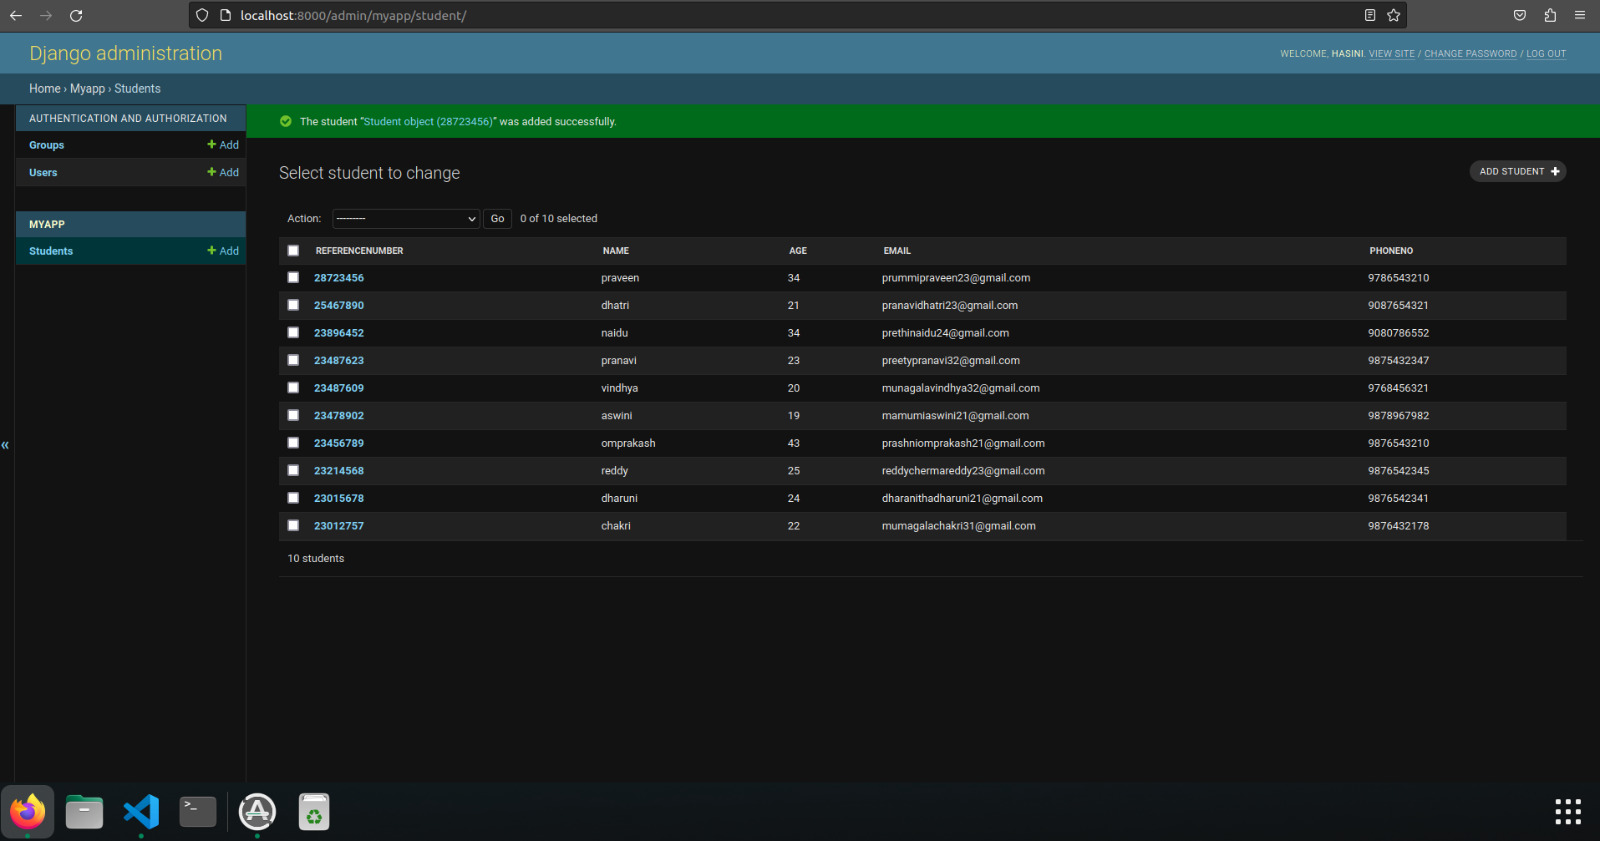 localhost:8000/admin/myapp/student/
Django administration
WELCOME, HASINI. VIEW SITE / CHANGE PASSWORD / LOG OUT
Home › Myapp › Students
AUTHENTICATION AND AUTHORIZATION
Groups + Add
Users + Add
MYAPP
Students + Add
«
The student “Student object (28723456)” was added successfully.
Select student to change
ADD STUDENT +
Action: --------- Go 0 of 10 selected
REFERENCENUMBER NAME AGE EMAIL PHONENO
28723456 praveen 34 prummipraveen23@gmail.com 9786543210
25467890 dhatri 21 pranavidhatri23@gmail.com 9087654321
23896452 naidu 34 prethinaidu24@gmail.com 9080786552
23487623 pranavi 23 preetypranavi32@gmail.com 9875432347
23487609 vindhya 20 munagalavindhya32@gmail.com 9768456321
23478902 aswini 19 mamumiaswini21@gmail.com 9878967982
23456789 omprakash 43 prashniomprakash21@gmail.com 9876543210
23214568 reddy 25 reddychermareddy23@gmail.com 9876542345
23015678 dharuni 24 dharanithadharuni21@gmail.com 9876542341
23012757 chakri 22 mumagalachakri31@gmail.com 9876432178
10 students